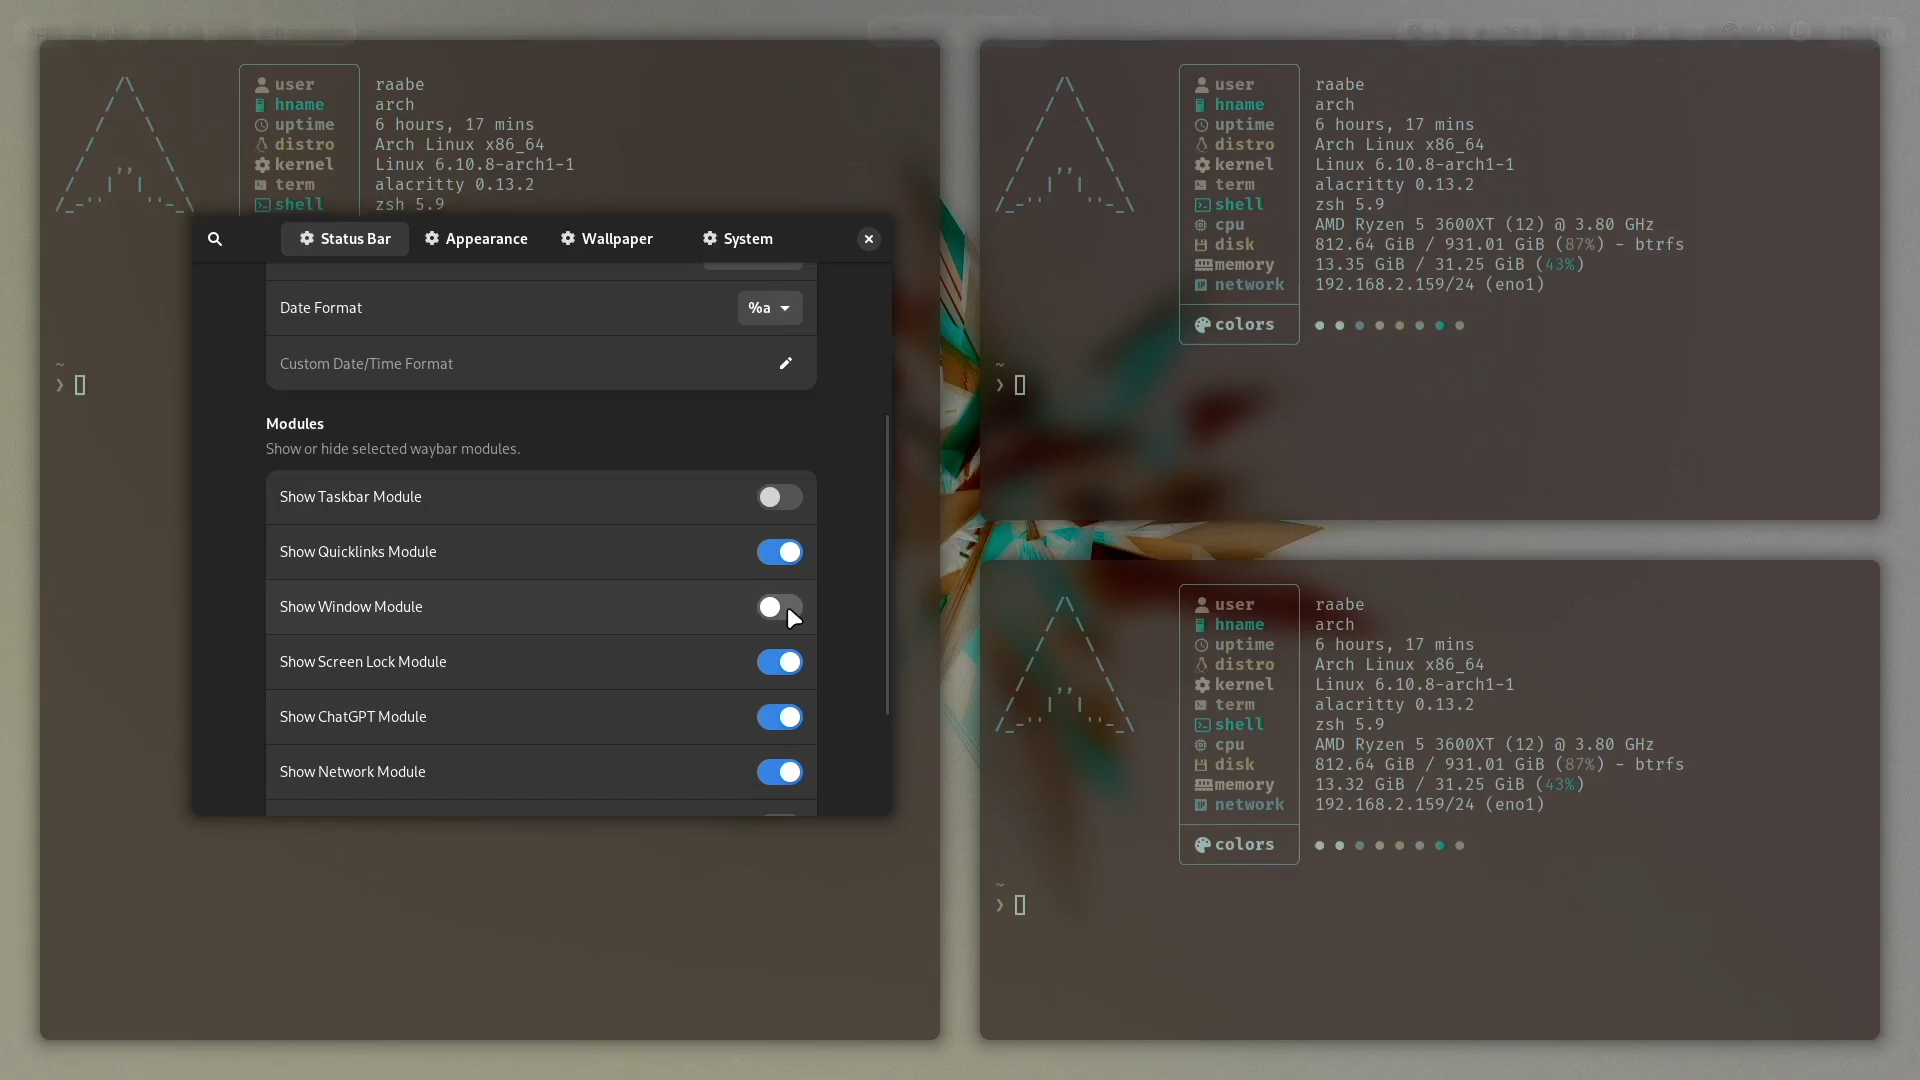 user raabe
hname arch
uptime 6 hours, 17 mins
distro Arch Linux x86_64
kernel Linux 6.10.8-arch1-1
term alacritty 0.13.2
shell zsh 5.9
~
❯
Status Bar
Appearance
Wallpaper
System
Date Format
%a
Custom Date/Time Format
Modules
Show or hide selected waybar modules.
Show Taskbar Module
Show Quicklinks Module
Show Window Module
Show Screen Lock Module
Show ChatGPT Module
Show Network Module
user raabe
hname arch
uptime 6 hours, 17 mins
distro Arch Linux x86_64
kernel Linux 6.10.8-arch1-1
term alacritty 0.13.2
shell zsh 5.9
cpu AMD Ryzen 5 3600XT (12) @ 3.80 GHz
disk 812.64 GiB / 931.01 GiB (87%) - btrfs
memory 13.35 GiB / 31.25 GiB (43%)
network 192.168.2.159/24 (eno1)
colors
~
❯
user raabe
hname arch
uptime 6 hours, 17 mins
distro Arch Linux x86_64
kernel Linux 6.10.8-arch1-1
term alacritty 0.13.2
shell zsh 5.9
cpu AMD Ryzen 5 3600XT (12) @ 3.80 GHz
disk 812.64 GiB / 931.01 GiB (87%) - btrfs
memory 13.32 GiB / 31.25 GiB (43%)
network 192.168.2.159/24 (eno1)
colors
~
❯